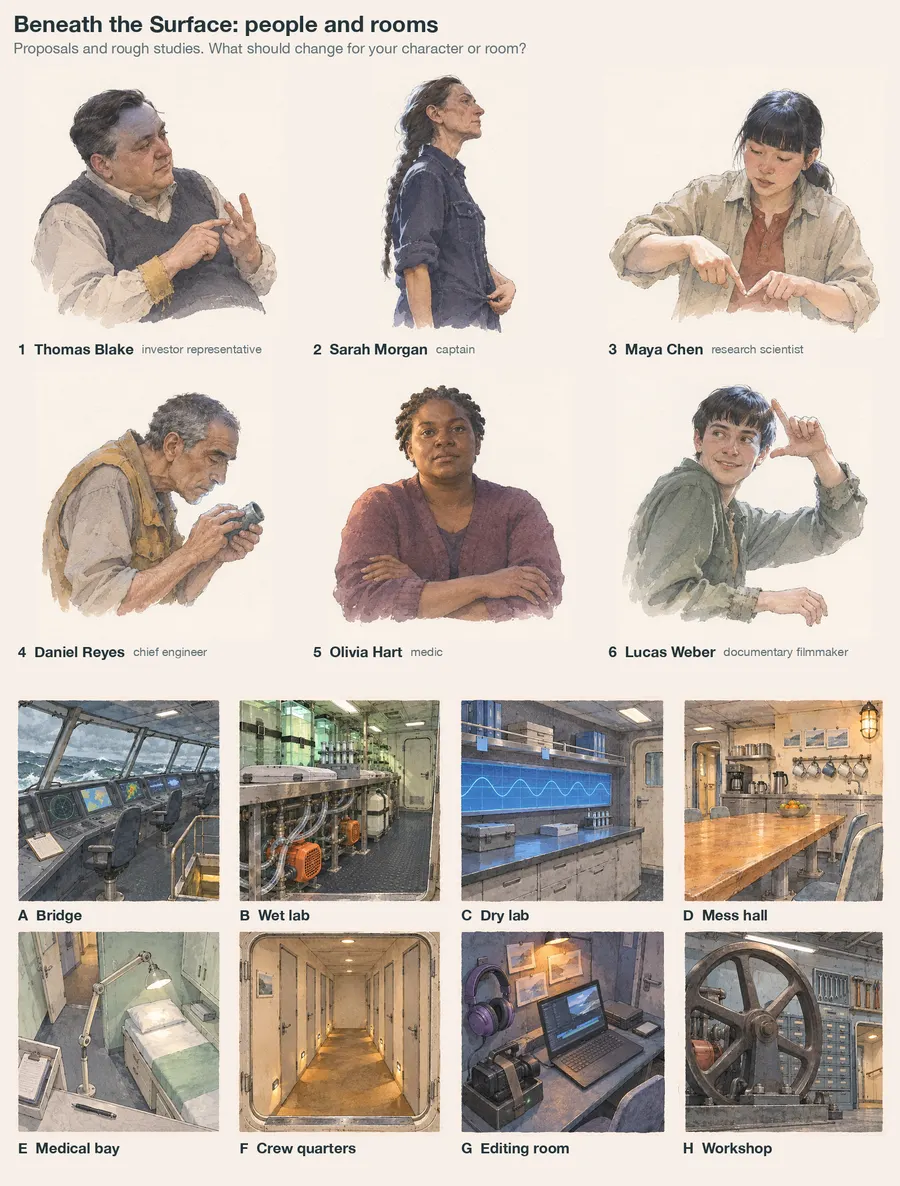 Beneath the Surface: people and rooms
Proposals and rough studies. What should change for your character or room?
1 Thomas Blake investor representative
2 Sarah Morgan captain
3 Maya Chen research scientist
4 Daniel Reyes chief engineer
5 Olivia Hart medic
6 Lucas Weber documentary filmmaker
A Bridge
B Wet lab
C Dry lab
D Mess hall
E Medical bay
F Crew quarters
G Editing room
H Workshop